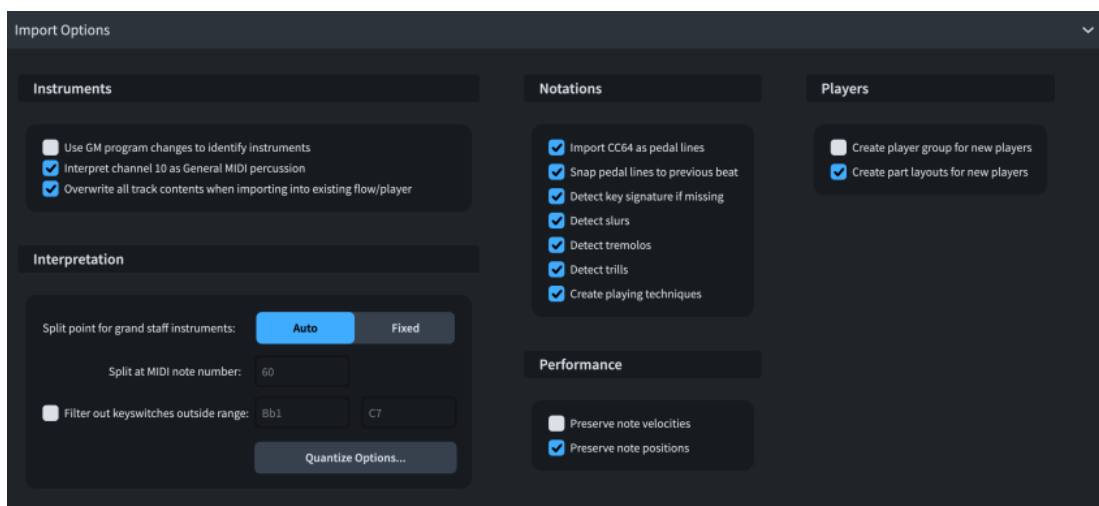 Import Options
Instruments
Use GM program changes to identify instruments
Interpret channel 10 as General MIDI percussion
Overwrite all track contents when importing into existing flow/player
Interpretation
Split point for grand staff instruments: Auto Fixed
Split at MIDI note number: 60
Filter out keyswitches outside range: Bb1 C7
Quantize Options...
Notations
Import CC64 as pedal lines
Snap pedal lines to previous beat
Detect key signature if missing
Detect slurs
Detect tremolos
Detect trills
Create playing techniques
Performance
Preserve note velocities
Preserve note positions
Players
Create player group for new players
Create part layouts for new players